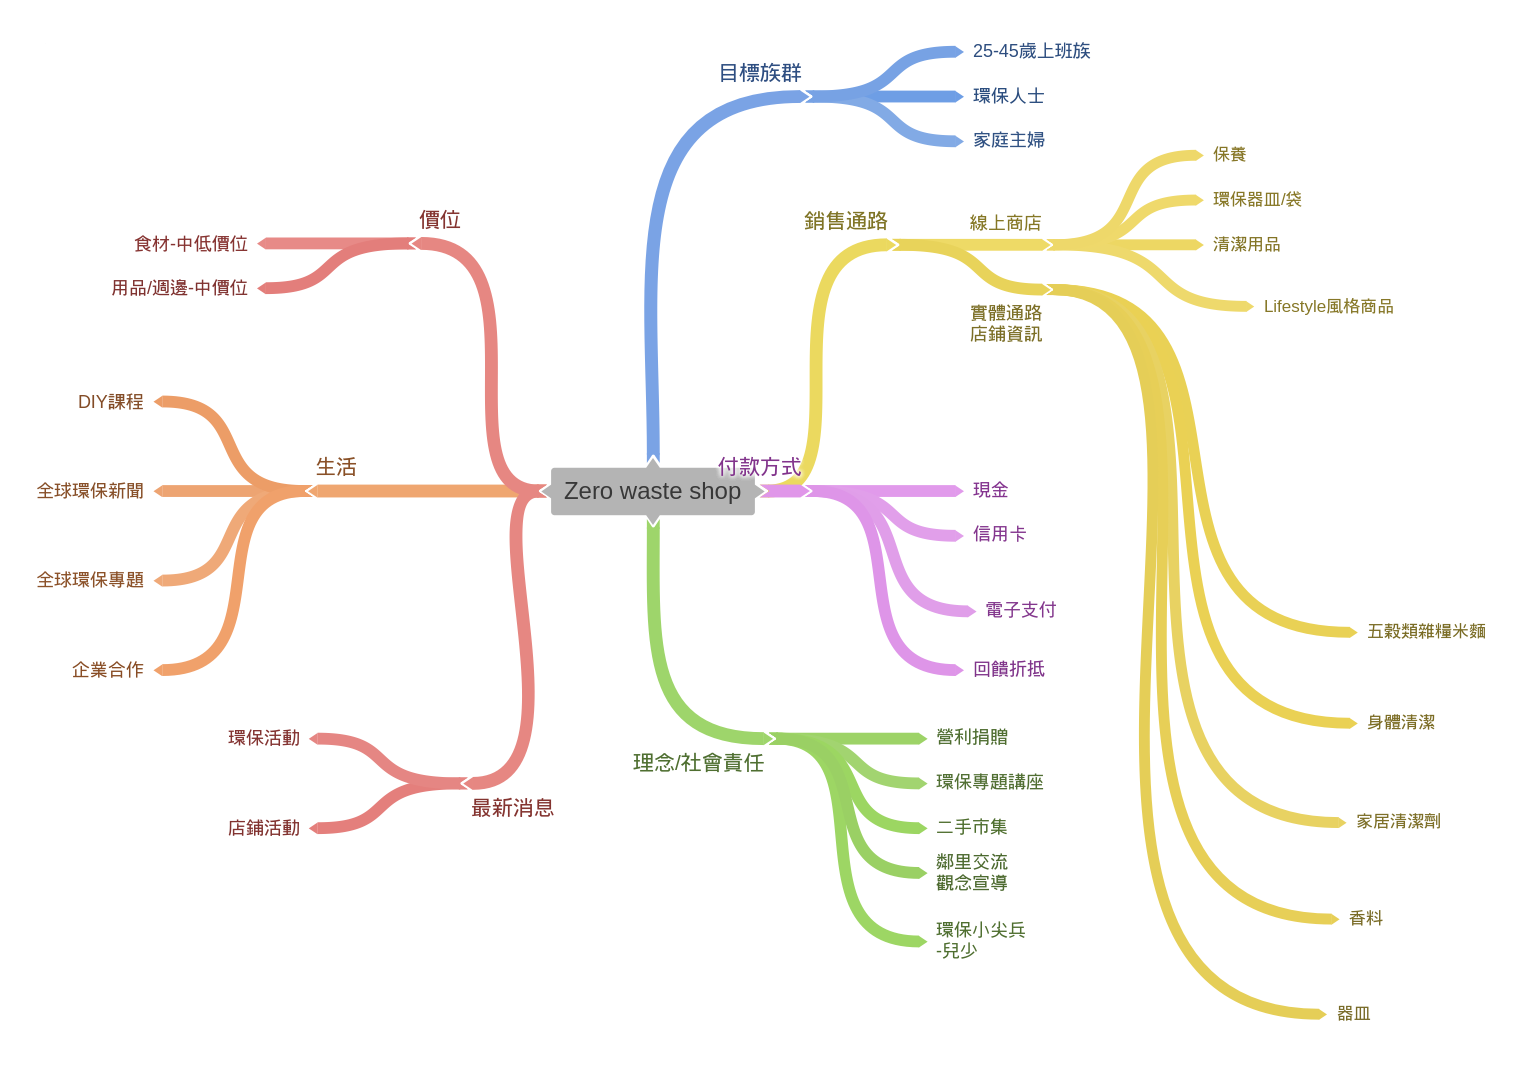 Zero waste shop
目標族群
25-45歲上班族
環保人士
家庭主婦
銷售通路
線上商店
保養
環保器皿/袋
清潔用品
Lifestyle風格商品
實體通路
店鋪資訊
五穀類雜糧米麵
身體清潔
家居清潔劑
香料
器皿
付款方式
現金
信用卡
電子支付
回饋折抵
理念/社會責任
營利捐贈
環保專題講座
二手市集
鄰里交流
觀念宣導
環保小尖兵
-兒少
價位
食材-中低價位
用品/週邊-中價位
生活
DIY課程
全球環保新聞
全球環保專題
企業合作
最新消息
環保活動
店鋪活動